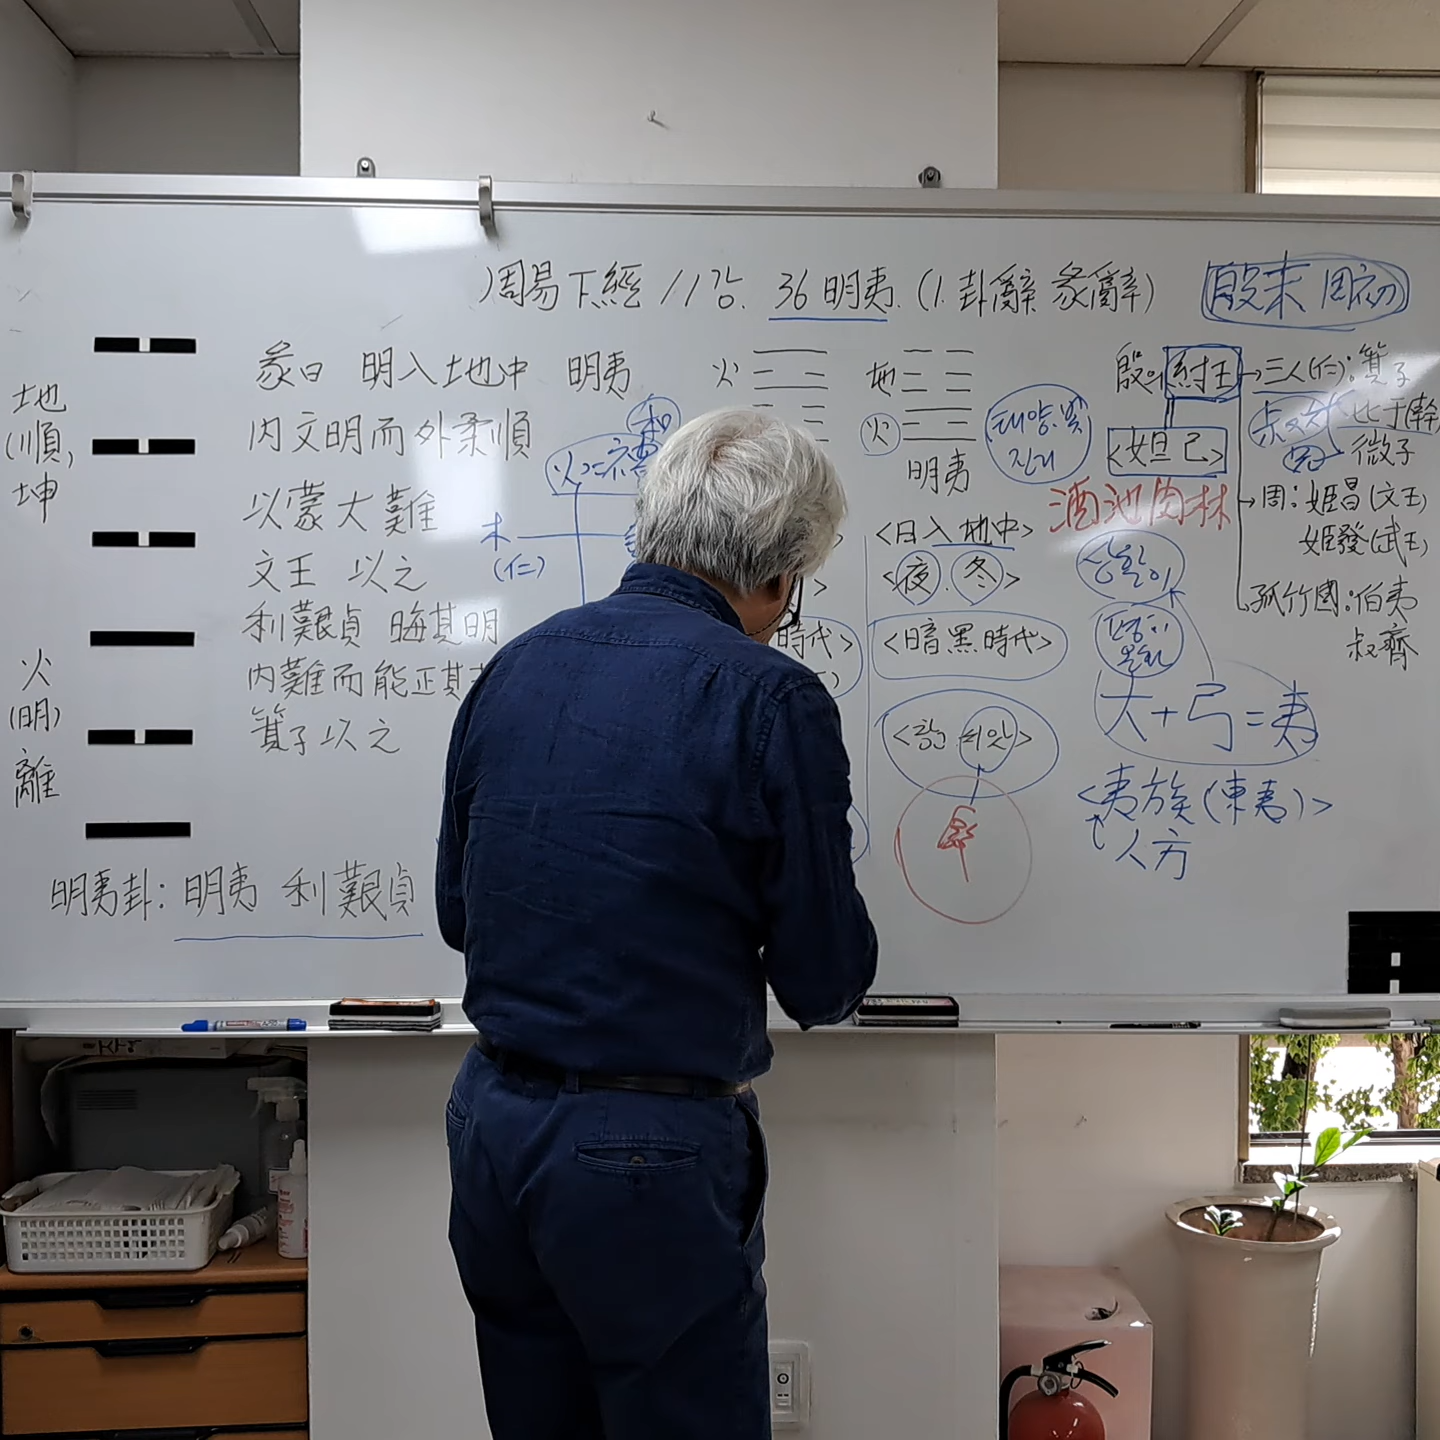 周易下經 11강. 36 明夷. (1. 卦辭 彖辭)
殷末 周初
地
(順)
坤
火
(明)
離
彖曰 明入地中 明夷
內文明而外柔順
以蒙大難
文王 以之
利艱貞 晦其明
內難而能正其
箕子以之
明夷卦: 明夷 利艱貞
木
(仁)
火
地
火
明夷
태양빛
진리
時代>
<日入地中>
<夜. 冬>
<暗黑時代>
殷의 紂王
<妲己>
酒池肉林
三人(仁): 箕子
比干
微子
周: 姬昌(文王)
姬發(武王)
孤竹國: 伯夷
叔齊
大+弓=夷
<夷族(東夷)>
人方